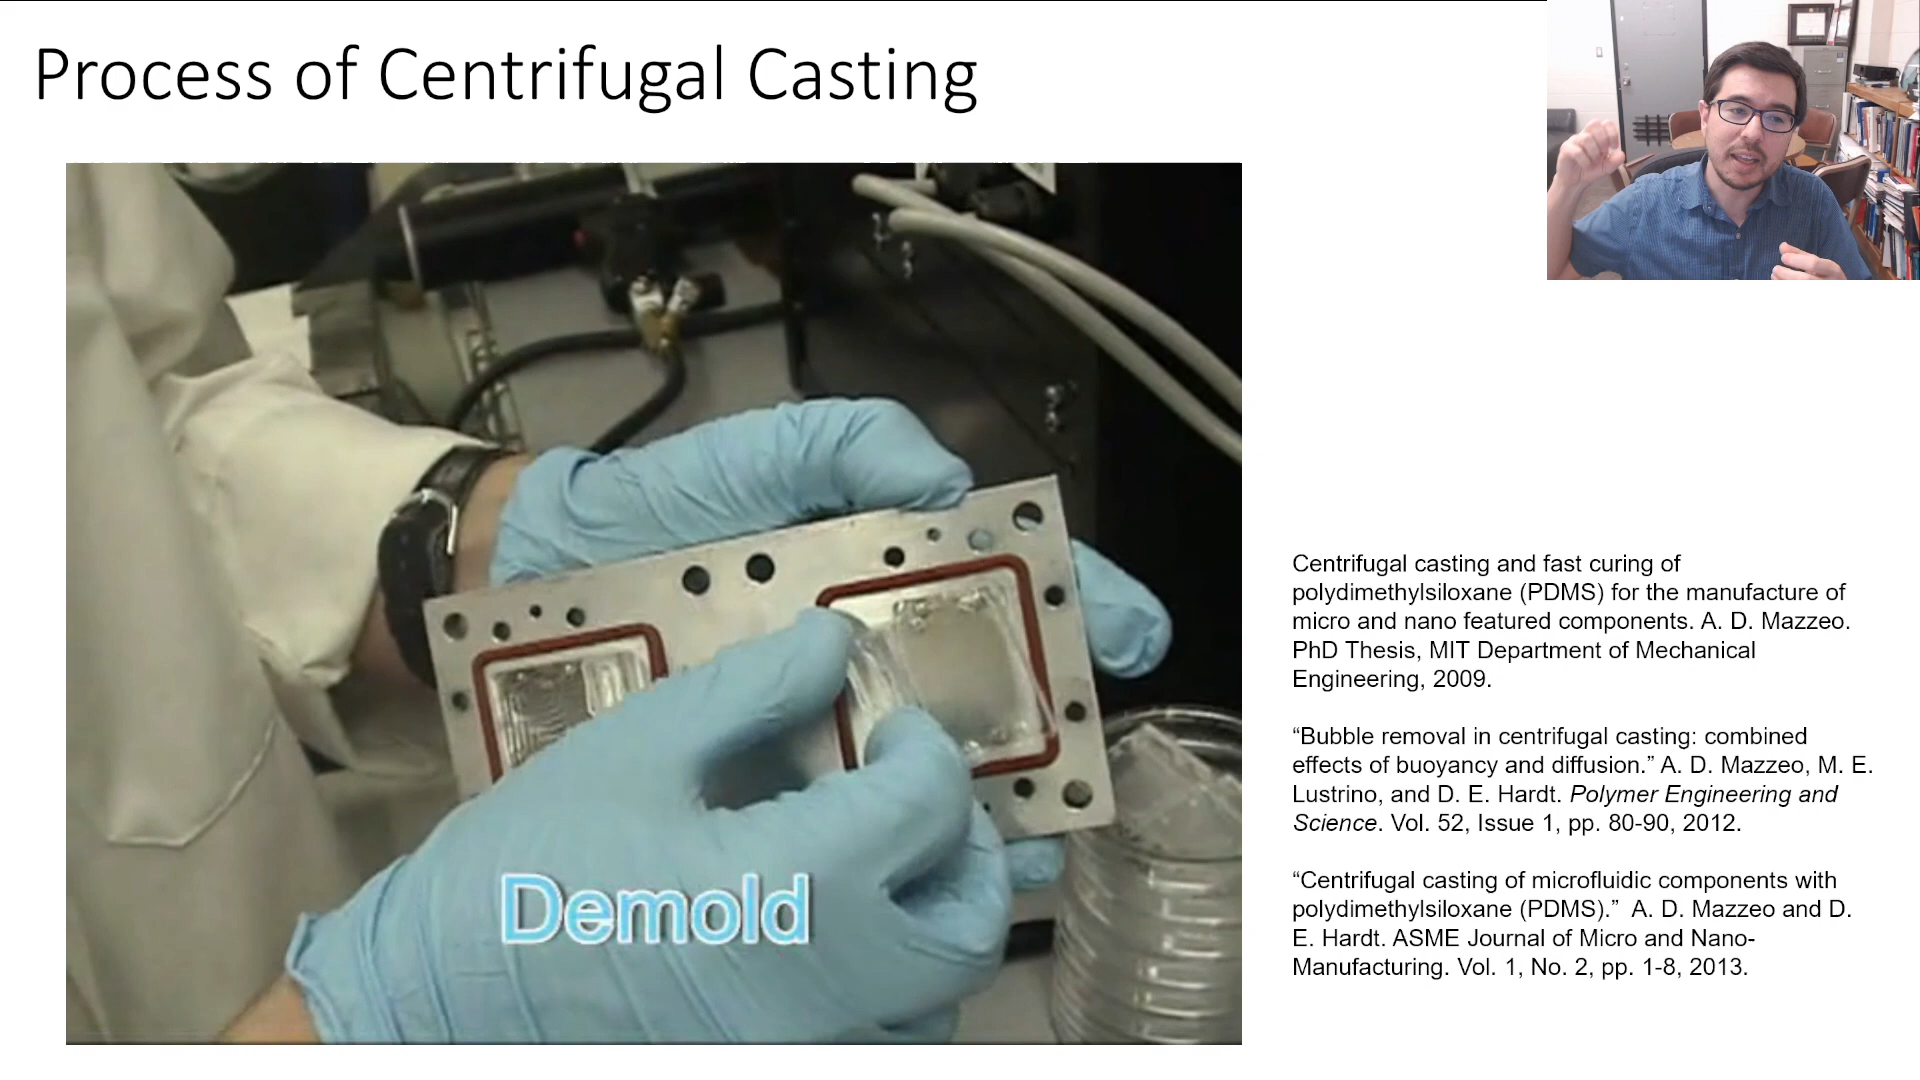 Process of Centrifugal Casting
Demold
Centrifugal casting and fast curing of
polydimethylsiloxane (PDMS) for the manufacture of
micro and nano featured components. A. D. Mazzeo.
PhD Thesis, MIT Department of Mechanical
Engineering, 2009.
“Bubble removal in centrifugal casting: combined
effects of buoyancy and diffusion.” A. D. Mazzeo, M. E.
Lustrino, and D. E. Hardt. Polymer Engineering and
Science. Vol. 52, Issue 1, pp. 80-90, 2012.
“Centrifugal casting of microfluidic components with
polydimethylsiloxane (PDMS).” A. D. Mazzeo and D.
E. Hardt. ASME Journal of Micro and Nano-
Manufacturing. Vol. 1, No. 2, pp. 1-8, 2013.